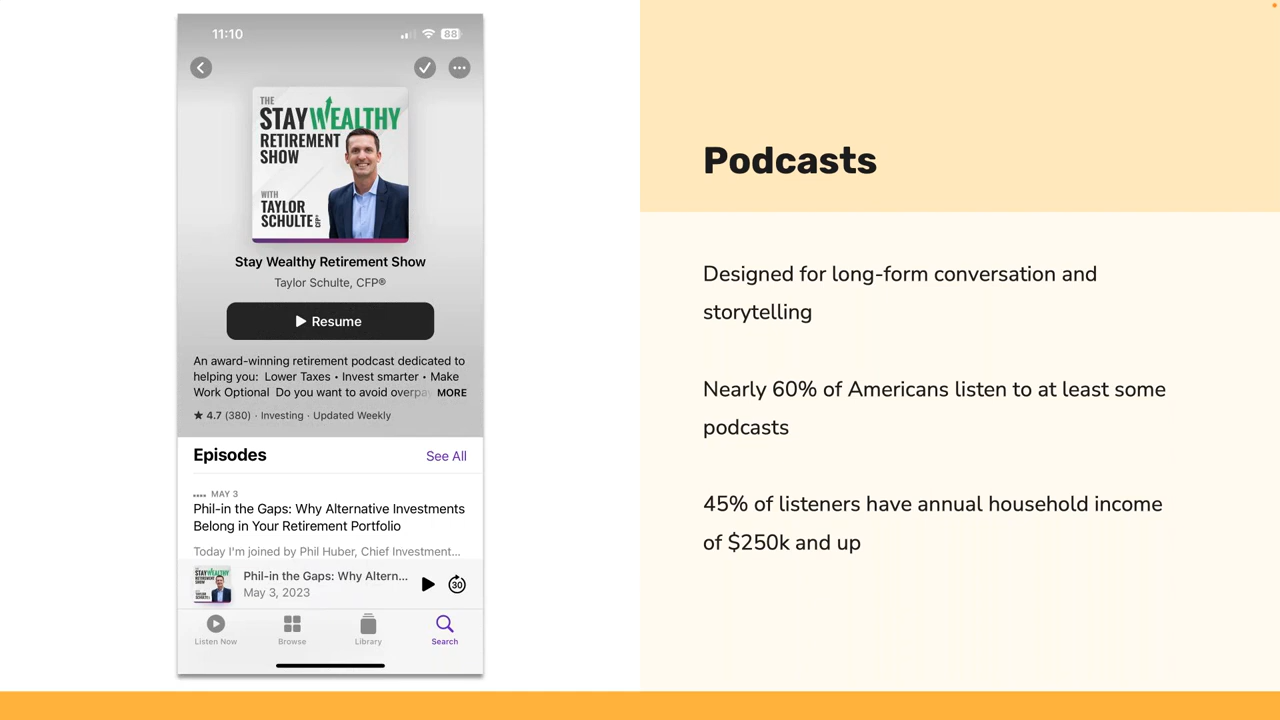 11:10
88
THE
STAY WEALTHY
RETIREMENT
SHOW
WITH
TAYLOR
SCHULTE CFP®
Stay Wealthy Retirement Show
Taylor Schulte, CFP®
Resume
An award-winning retirement podcast dedicated to
helping you: Lower Taxes • Invest smarter • Make
Work Optional Do you want to avoid overpa MORE
★ 4.7 (380) · Investing · Updated Weekly
Episodes
See All
MAY 3
Phil-in the Gaps: Why Alternative Investments
Belong in Your Retirement Portfolio
Today I'm joined by Phil Huber, Chief Investment...
Phil-in the Gaps: Why Altern...
May 3, 2023
30
Listen Now
Browse
Library
Search
Podcasts
Designed for long-form conversation and
storytelling
Nearly 60% of Americans listen to at least some
podcasts
45% of listeners have annual household income
of $250k and up